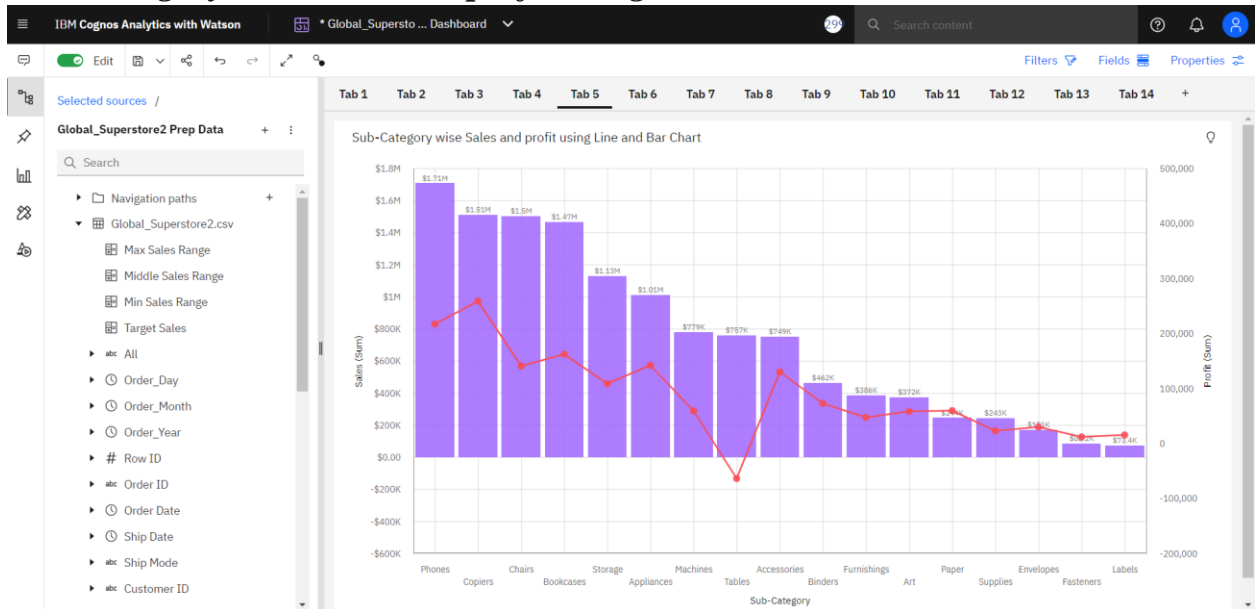 IBM Cognos Analytics with Watson
* Global_Supersto ... Dashboard
299
Search content
Edit
Filters
Fields
Properties
Selected sources /
Global_Superstore2 Prep Data
Search
Navigation paths
Global_Superstore2.csv
Max Sales Range
Middle Sales Range
Min Sales Range
Target Sales
abc All
Order_Day
Order_Month
Order_Year
# Row ID
abc Order ID
Order Date
Ship Date
abc Ship Mode
abc Customer ID
Tab 1 Tab 2 Tab 3 Tab 4 Tab 5 Tab 6 Tab 7 Tab 8 Tab 9 Tab 10 Tab 11 Tab 12 Tab 13 Tab 14 +
Sub-Category wise Sales and profit using Line and Bar Chart
Sales (Sum)
$1.8M
$1.6M
$1.4M
$1.2M
$1M
$800K
$600K
$400K
$200K
$0.00
-$200K
-$400K
-$600K
$1.71M
$1.51M
$1.5M
$1.47M
$1.13M
$1.01M
$779K
$757K
$749K
$462K
$386K
$372K
$243K
$73.4K
500,000
400,000
300,000
200,000
100,000
0
-100,000
-200,000
Profit (Sum)
Phones Chairs Storage Machines Accessories Furnishings Paper Envelopes Labels
Copiers Bookcases Appliances Tables Binders Art Supplies Fasteners
Sub-Category